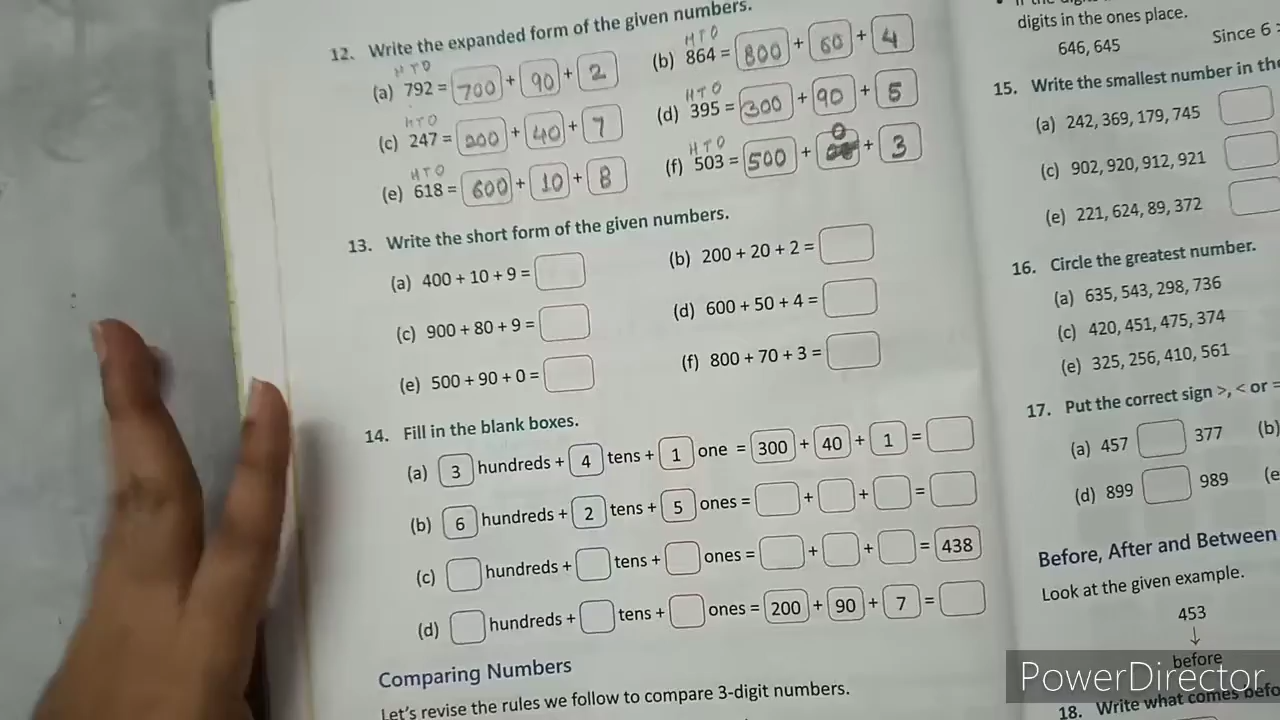 12. Write the expanded form of the given numbers.
H T O
(a) 792 = 700 + 90 + 2
H T O
(b) 864 = 800 + 60 + 4
H T O
(c) 247 = 200 + 40 + 7
H T O
(d) 395 = 300 + 90 + 5
H T O
(e) 618 = 600 + 10 + 8
H T O
(f) 503 = 500 + 0 + 3
13. Write the short form of the given numbers.
(a) 400 + 10 + 9 =
(b) 200 + 20 + 2 =
(c) 900 + 80 + 9 =
(d) 600 + 50 + 4 =
(e) 500 + 90 + 0 =
(f) 800 + 70 + 3 =
14. Fill in the blank boxes.
(a) 3 hundreds + 4 tens + 1 one = 300 + 40 + 1 =
(b) 6 hundreds + 2 tens + 5 ones = + + =
(c) hundreds + tens + ones = + + = 438
(d) hundreds + tens + ones = 200 + 90 + 7 =
Comparing Numbers
Let's revise the rules we follow to compare 3-digit numbers.
digits in the ones place.
646, 645 Since 6
15. Write the smallest number in the
(a) 242, 369, 179, 745
(c) 902, 920, 912, 921
(e) 221, 624, 89, 372
16. Circle the greatest number.
(a) 635, 543, 298, 736
(c) 420, 451, 475, 374
(e) 325, 256, 410, 561
17. Put the correct sign >, < or =
(a) 457 377 (b)
(d) 899 989 (e
Before, After and Between
Look at the given example.
453
↓
before
18. Write what comes befo
PowerDirector